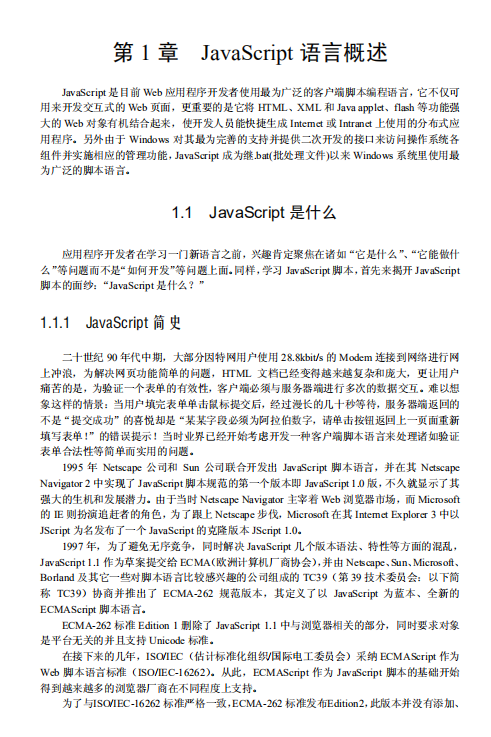 第 1 章 JavaScript 语言概述
JavaScript 是目前 Web 应用程序开发者使用最为广泛的客户端脚本编程语言，它不仅可
用来开发交互式的 Web 页面，更重要的是它将 HTML、XML 和 Java applet、flash 等功能强
大的 Web 对象有机结合起来，使开发人员能快捷生成 Internet 或 Intranet 上使用的分布式应
用程序。另外由于 Windows 对其最为完善的支持并提供二次开发的接口来访问操作系统各
组件并实施相应的管理功能，JavaScript 成为继.bat(批处理文件)以来 Windows 系统里使用最
为广泛的脚本语言。
1.1 JavaScript 是什么
应用程序开发者在学习一门新语言之前，兴趣肯定聚焦在诸如“它是什么”、“它能做什
么”等问题而不是“如何开发”等问题上面。同样，学习 JavaScript 脚本，首先来揭开 JavaScript
脚本的面纱：“JavaScript 是什么？”
1.1.1 JavaScript 简史
二十世纪 90 年代中期，大部分因特网用户使用 28.8kbit/s 的 Modem 连接到网络进行网
上冲浪，为解决网页功能简单的问题，HTML 文档已经变得越来越复杂和庞大，更让用户
痛苦的是，为验证一个表单的有效性，客户端必须与服务器端进行多次的数据交互。难以想
象这样的情景：当用户填完表单单击鼠标提交后，经过漫长的几十秒等待，服务器端返回的
不是“提交成功”的喜悦却是“某某字段必须为阿拉伯数字，请单击按钮返回上一页面重新
填写表单！”的错误提示！当时业界已经开始考虑开发一种客户端脚本语言来处理诸如验证
表单合法性等简单而实用的问题。
1995 年 Netscape 公司和 Sun 公司联合开发出 JavaScript 脚本语言，并在其 Netscape
Navigator 2 中实现了 JavaScript 脚本规范的第一个版本即 JavaScript 1.0 版，不久就显示了其
强大的生机和发展潜力。由于当时 Netscape Navigator 主宰着 Web 浏览器市场，而 Microsoft
的 IE 则扮演追赶者的角色，为了跟上 Netscape 步伐，Microsoft 在其 Internet Explorer 3 中以
JScript 为名发布了一个 JavaScript 的克隆版本 JScript 1.0。
1997 年，为了避免无序竞争，同时解决 JavaScript 几个版本语法、特性等方面的混乱，
JavaScript 1.1 作为草案提交给 ECMA（欧洲计算机厂商协会），并由 Netscape、Sun、Microsoft、
Borland 及其它一些对脚本语言比较感兴趣的公司组成的 TC39（第 39 技术委员会：以下简
称 TC39）协商并推出了 ECMA-262 规范版本，其定义了以 JavaScript 为蓝本、全新的
ECMAScript 脚本语言。
ECMA-262 标准 Edition 1 删除了 JavaScript 1.1 中与浏览器相关的部分，同时要求对象
是平台无关的并且支持 Unicode 标准。
在接下来的几年，ISO/IEC（估计标准化组织/国际电工委员会）采纳 ECMAScript 作为
Web 脚本语言标准（ISO/IEC-16262）。从此，ECMAScript 作为 JavaScript 脚本的基础开始
得到越来越多的浏览器厂商在不同程度上支持。
为了与ISO/IEC-16262 标准严格一致，ECMA-262 标准发布Edition2，此版本并没有添加、